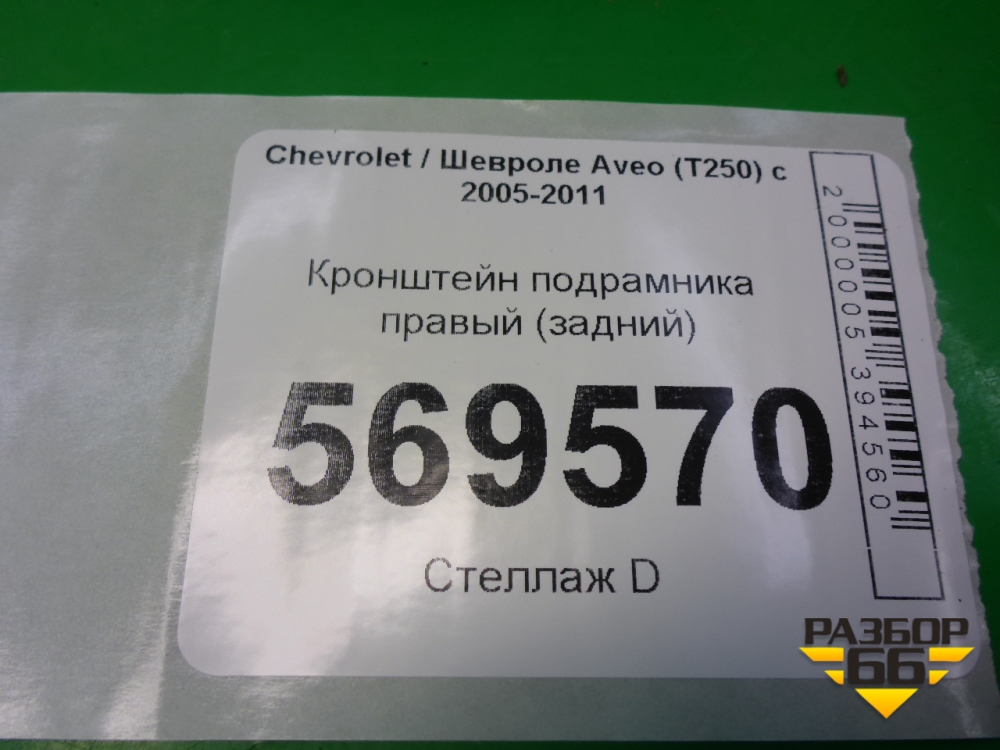 Chevrolet / Шевроле Aveo (T250) с
2005-2011
Кронштейн подрамника
правый (задний)
569570
Стеллаж D
2000005394560
РАЗБОР
66